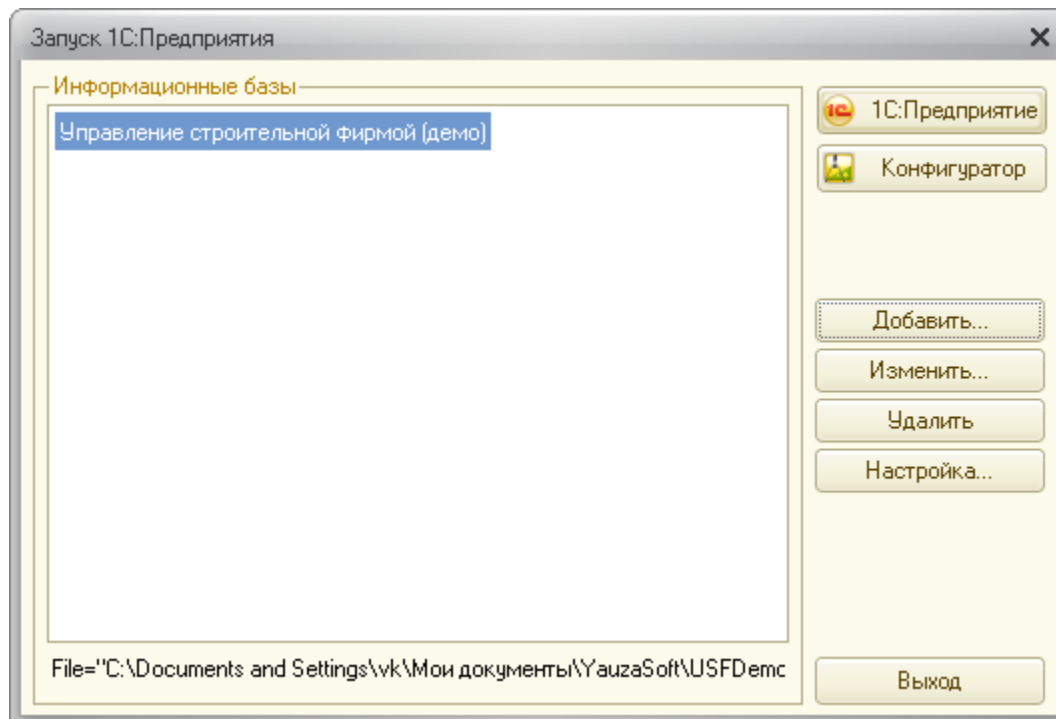 Запуск 1С:Предприятия
Информационные базы
Управление строительной фирмой (демо)
1С:Предприятие
Конфигуратор
Добавить...
Изменить...
Удалить
Настройка...
File="C:\Documents and Settings\vk\Мои документы\YauzaSoft\USFDemo
Выход